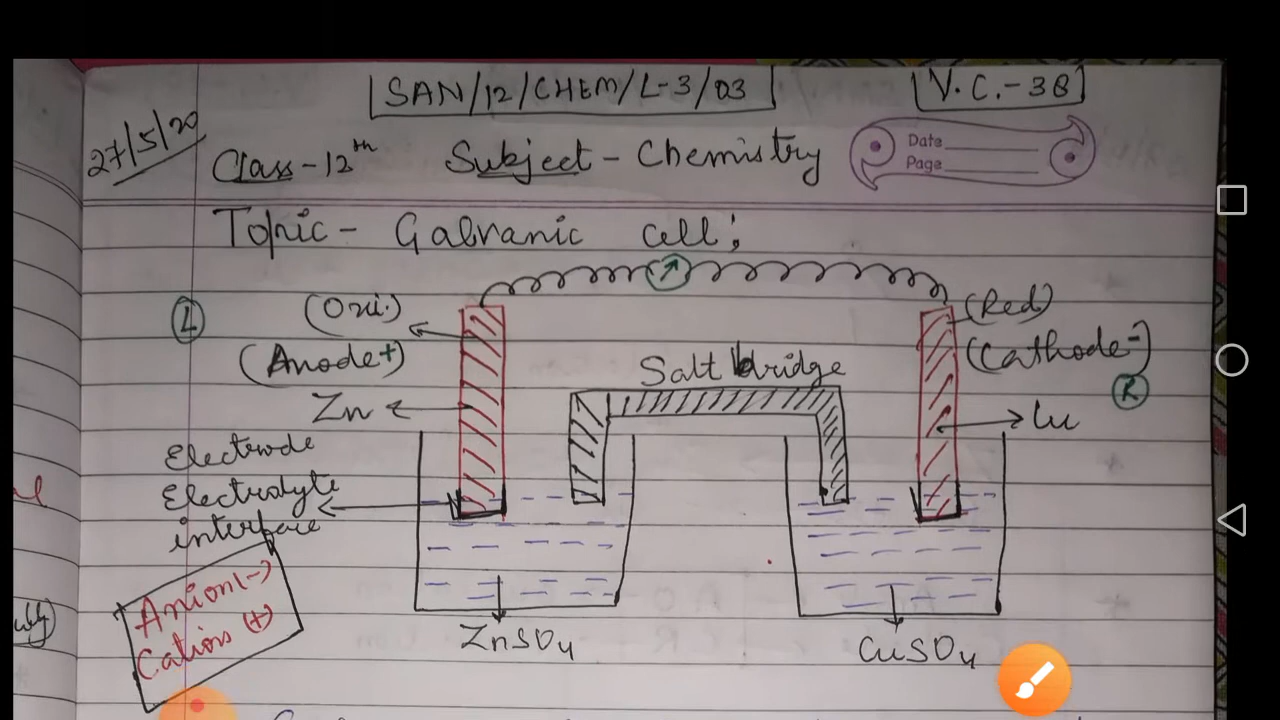 SAN/12/CHEM/L-3/03
V.C.-38
27/5/20
Class-12th Subject-Chemistry
Date
Page
Topic- Galvanic cell:
L
(Oxi.)
(Red)
(Anode+)
(Cathode-)
R
Salt bridge
Zn
Cu
Electrode
Electrolyte
interface
Anion(-)
Cations (+)
ZnSO4
CuSO4